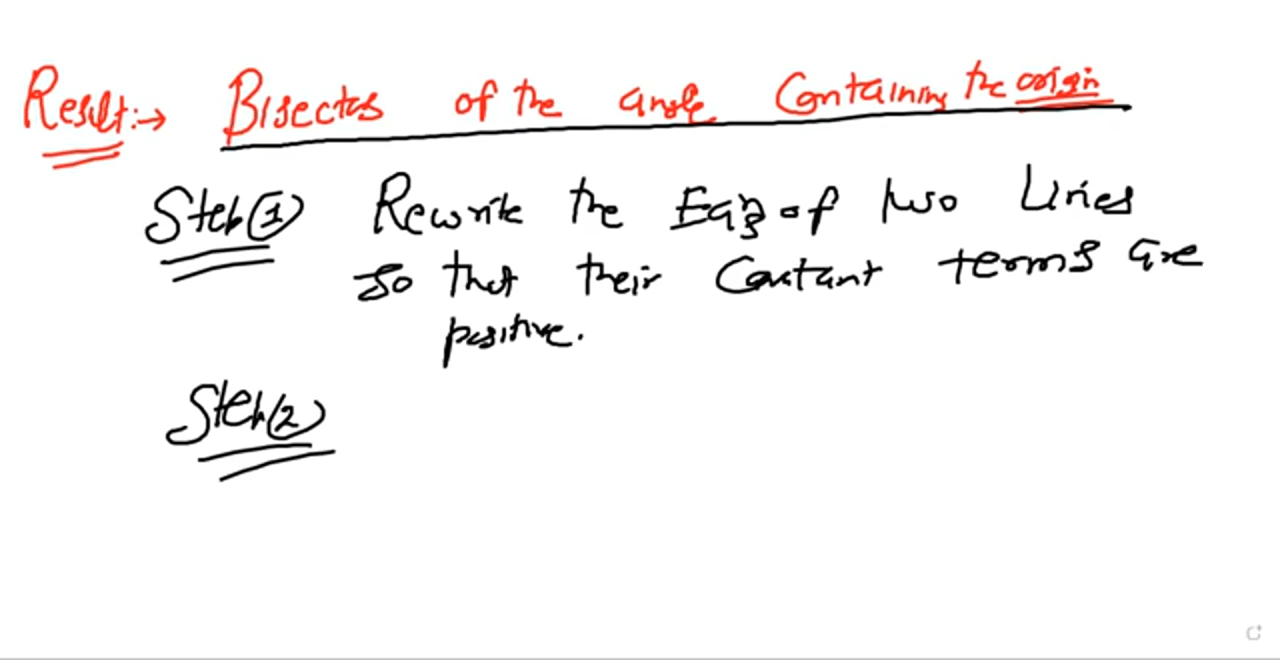 Result:→ Bisectors of the angle Containing the origin
Step(1) Rewrite the Eqns of two Lines
so that their Constant terms are
positive.
Step(2)